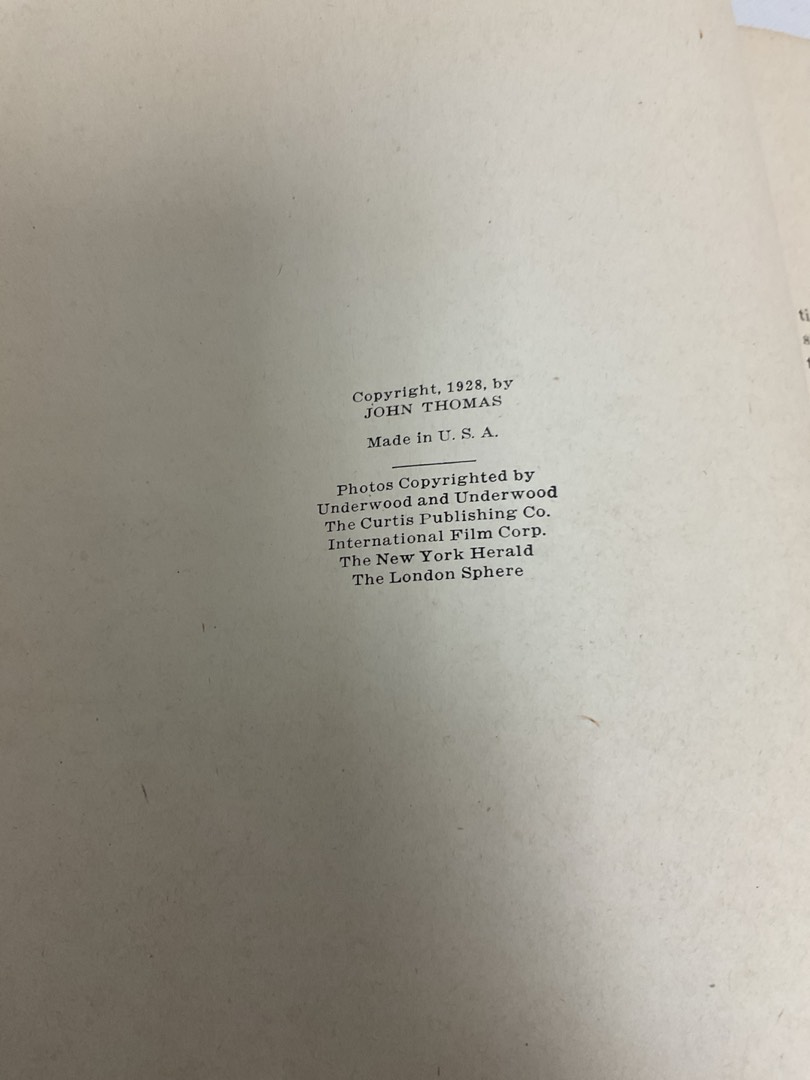 Copyright, 1928, by
JOHN THOMAS
Made in U. S. A.
Photos Copyrighted by
Underwood and Underwood
The Curtis Publishing Co.
International Film Corp.
The New York Herald
The London Sphere